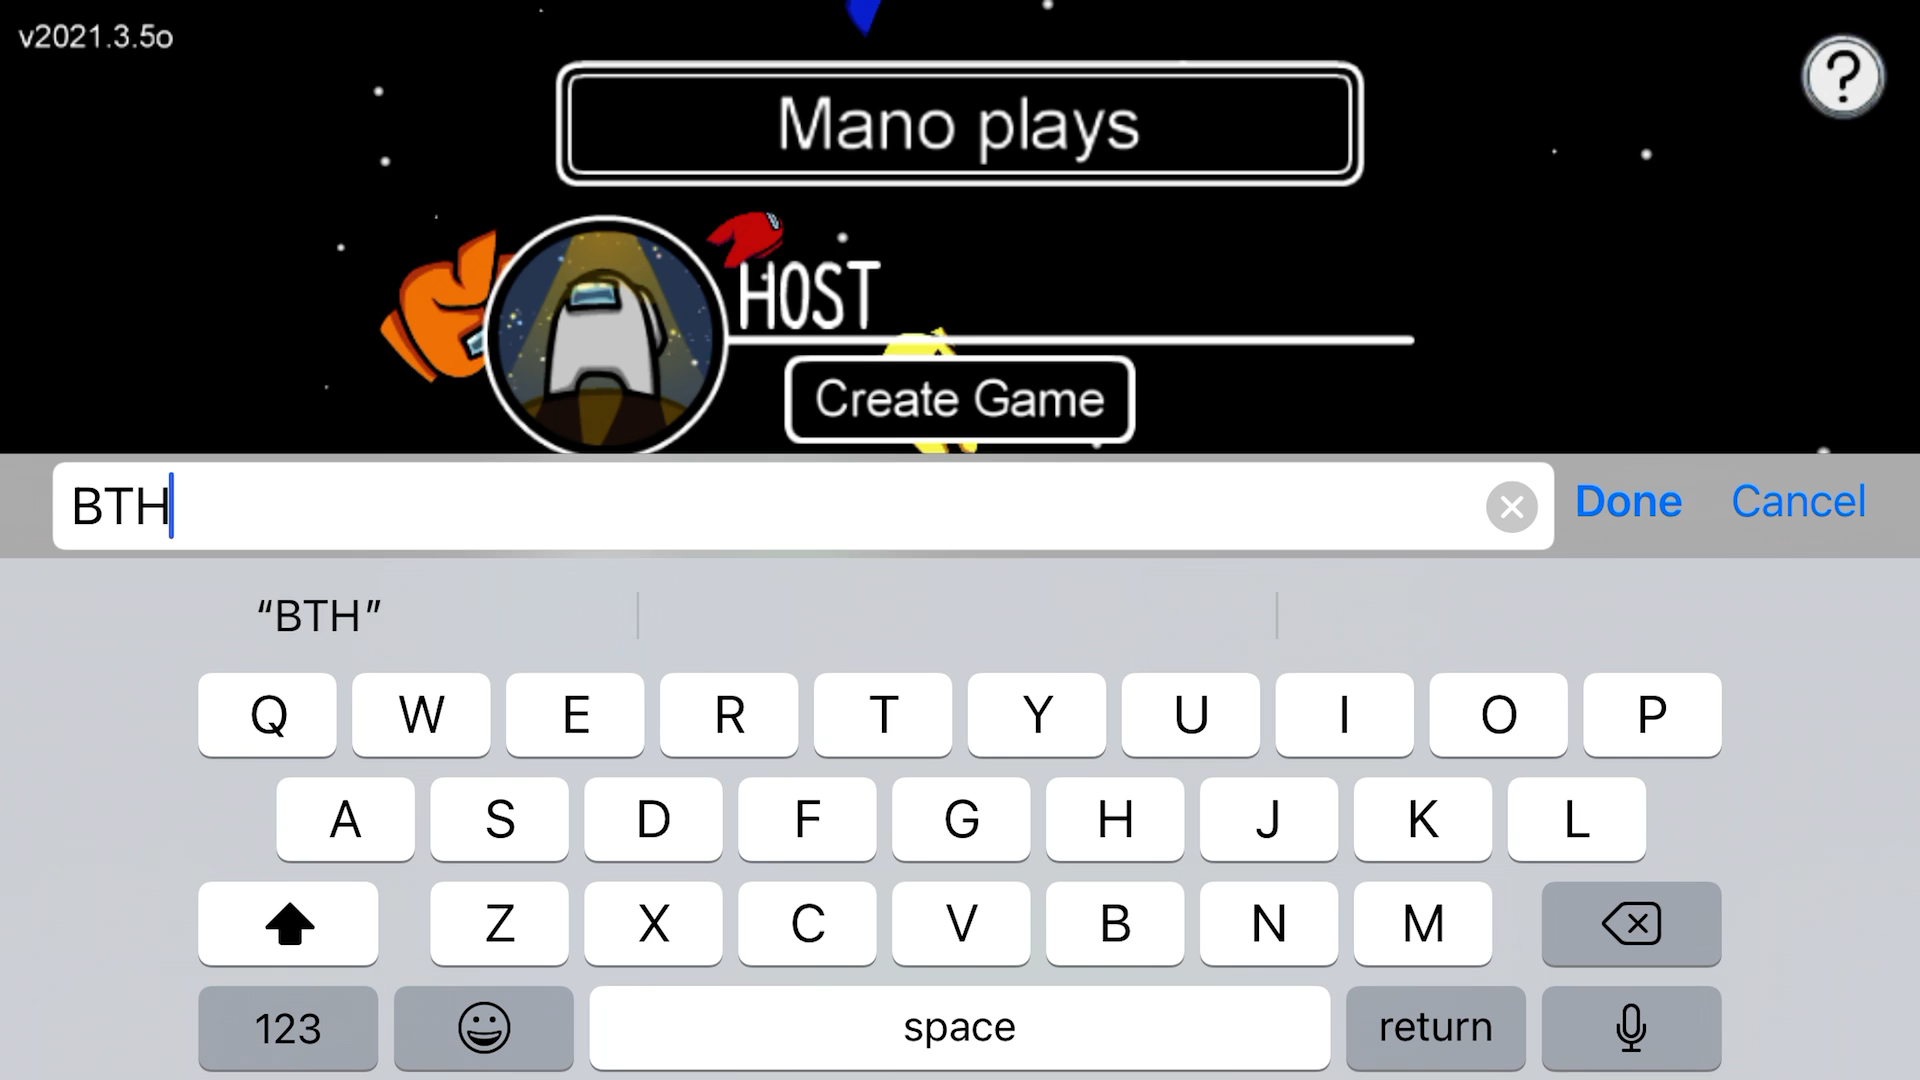 v2021.3.5o
Mano plays
HOST
Create Game
BTH
Done
Cancel
“BTH”
Q W E R T Y U I O P
A S D F G H J K L
Z X C V B N M
123
space
return